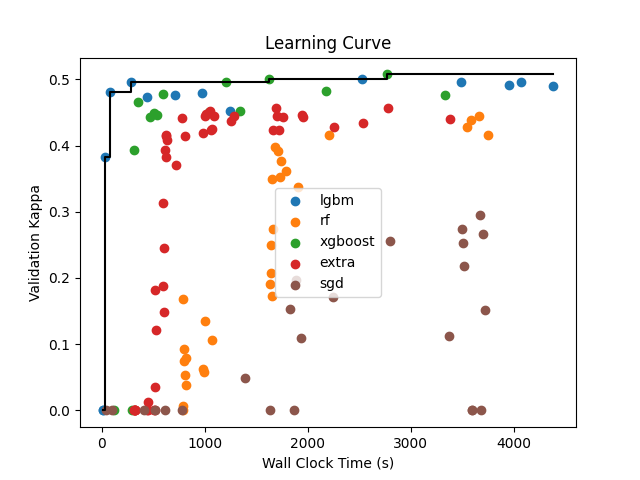 Learning Curve
Validation Kappa
0.5
0.4
0.3
0.2
0.1
0.0
lgbm
rf
xgboost
extra
sgd
0 1000 2000 3000 4000
Wall Clock Time (s)